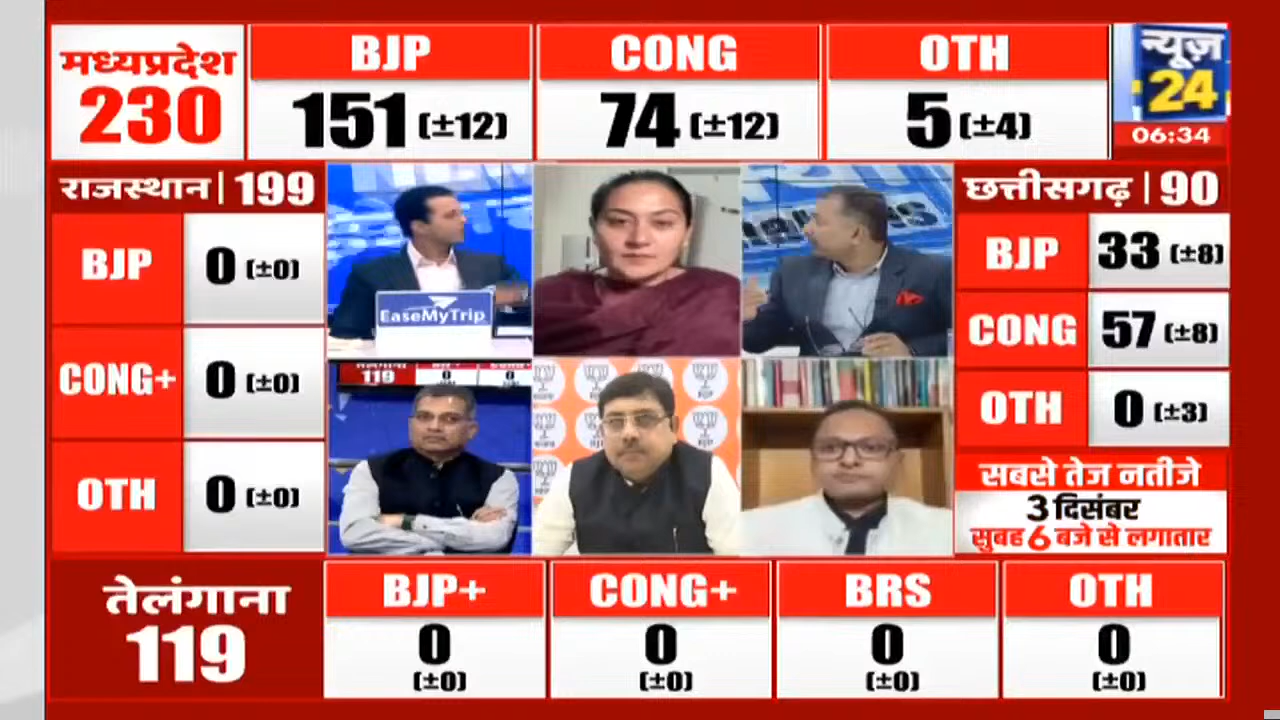 मध्यप्रदेश
230
BJP
151 (±12)
CONG
74 (±12)
OTH
5 (±4)
न्यूज़
24
06:34
राजस्थान | 199
BJP 0 (±0)
CONG+ 0 (±0)
OTH 0 (±0)
EaseMyTrip
119
छत्तीसगढ़ | 90
BJP 33 (±8)
CONG 57 (±8)
OTH 0 (±3)
सबसे तेज नतीजे
3 दिसंबर
सुबह 6 बजे से लगातार
तेलंगाना
119
BJP+
0
(±0)
CONG+
0
(±0)
BRS
0
(±0)
OTH
0
(±0)